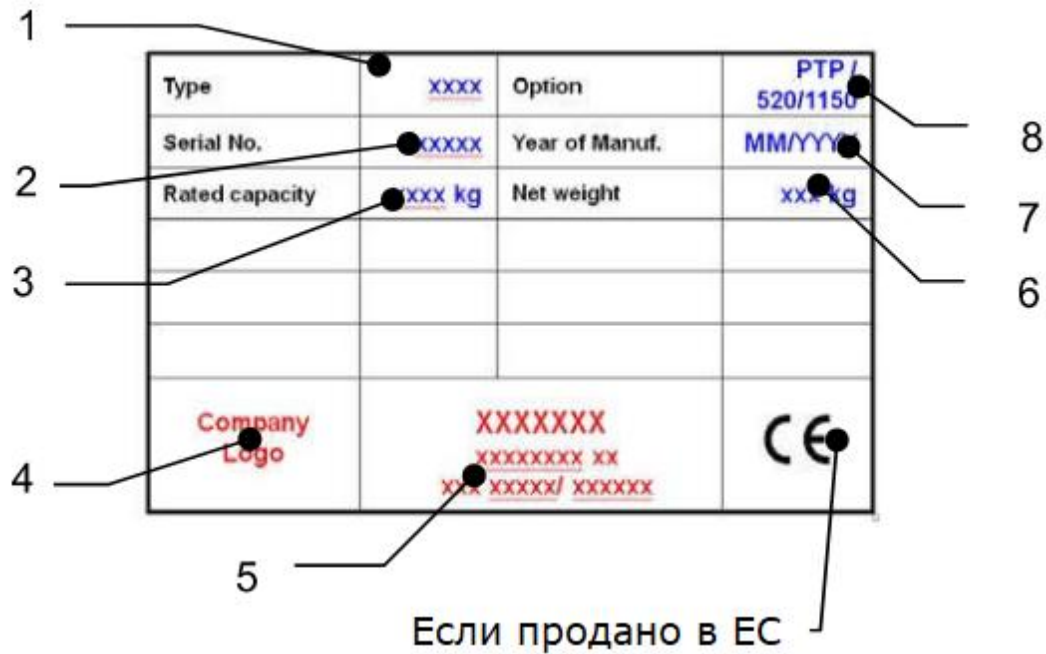 1
Type xxxx Option PTP /
520/1150
8
Serial No. xxxxx Year of Manuf. MM/YYYY
2
7
Rated capacity xxxx kg Net weight xxx kg
3
6
Company
Logo
XXXXXXX
xxxxxxxx xx
xxx xxxxx/ xxxxxx
CE
4
5
Если продано в ЕС